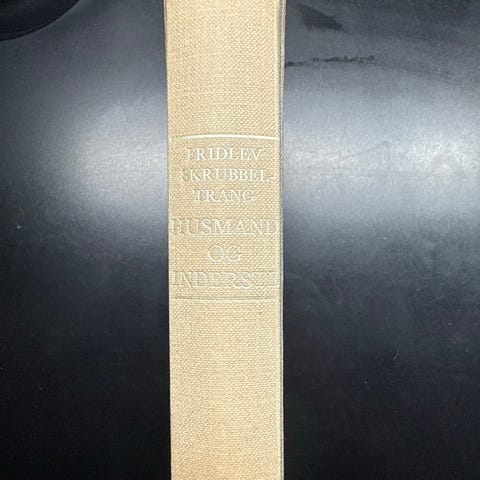 FRIDLEV
SKRUBBEL-
TRANG
HUSMAND
OG
INDERSTE